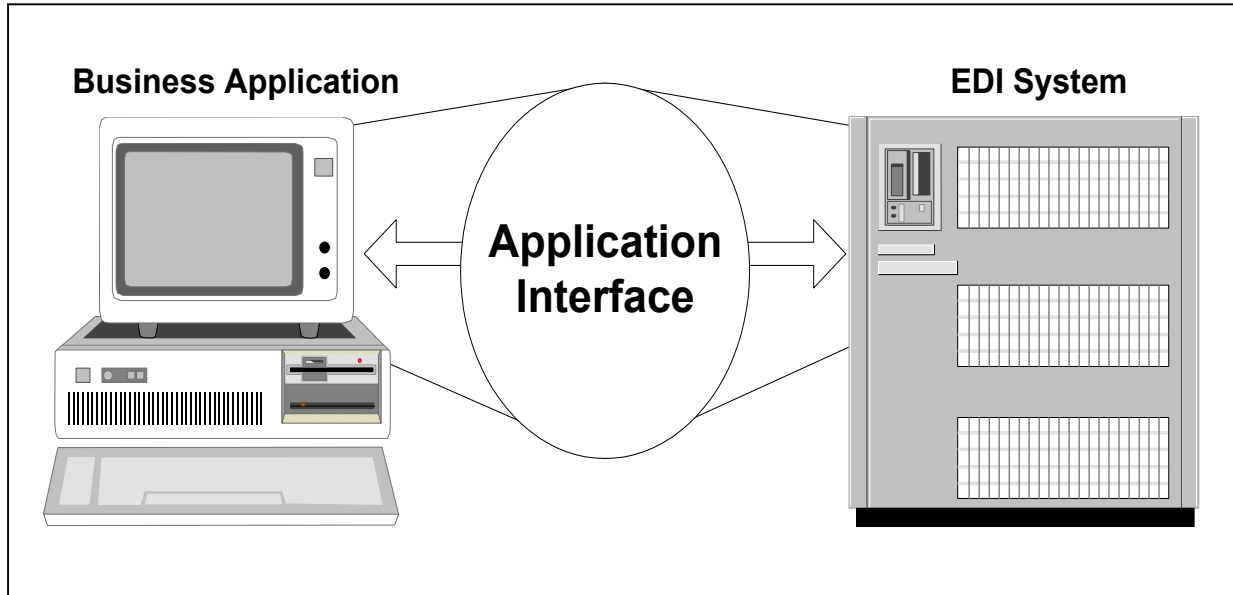 Business Application
EDI System
Application
Interface